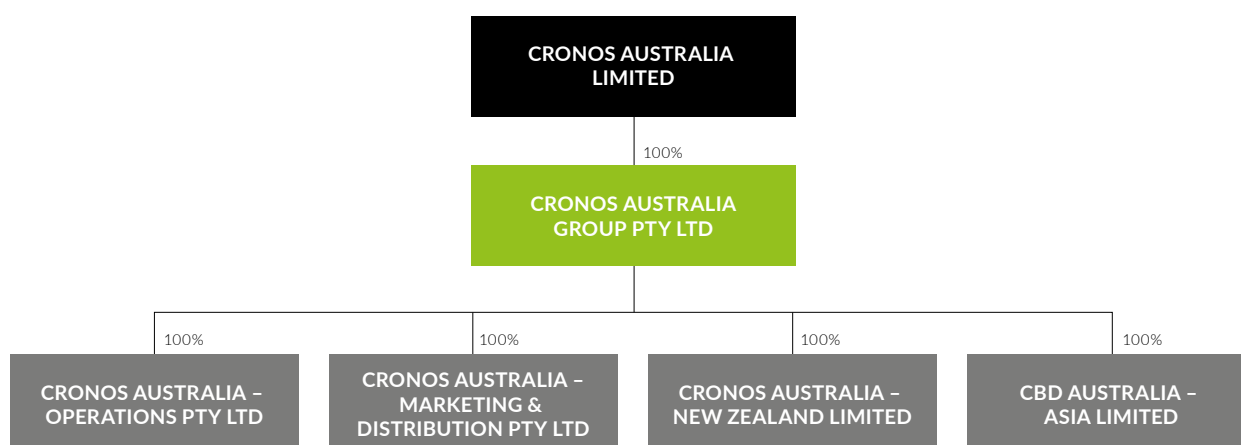 CRONOS AUSTRALIA
LIMITED
100%
CRONOS AUSTRALIA
GROUP PTY LTD
100%
100%
100%
100%
CRONOS AUSTRALIA –
OPERATIONS PTY LTD
CRONOS AUSTRALIA –
MARKETING &
DISTRIBUTION PTY LTD
CRONOS AUSTRALIA –
NEW ZEALAND LIMITED
CBD AUSTRALIA –
ASIA LIMITED